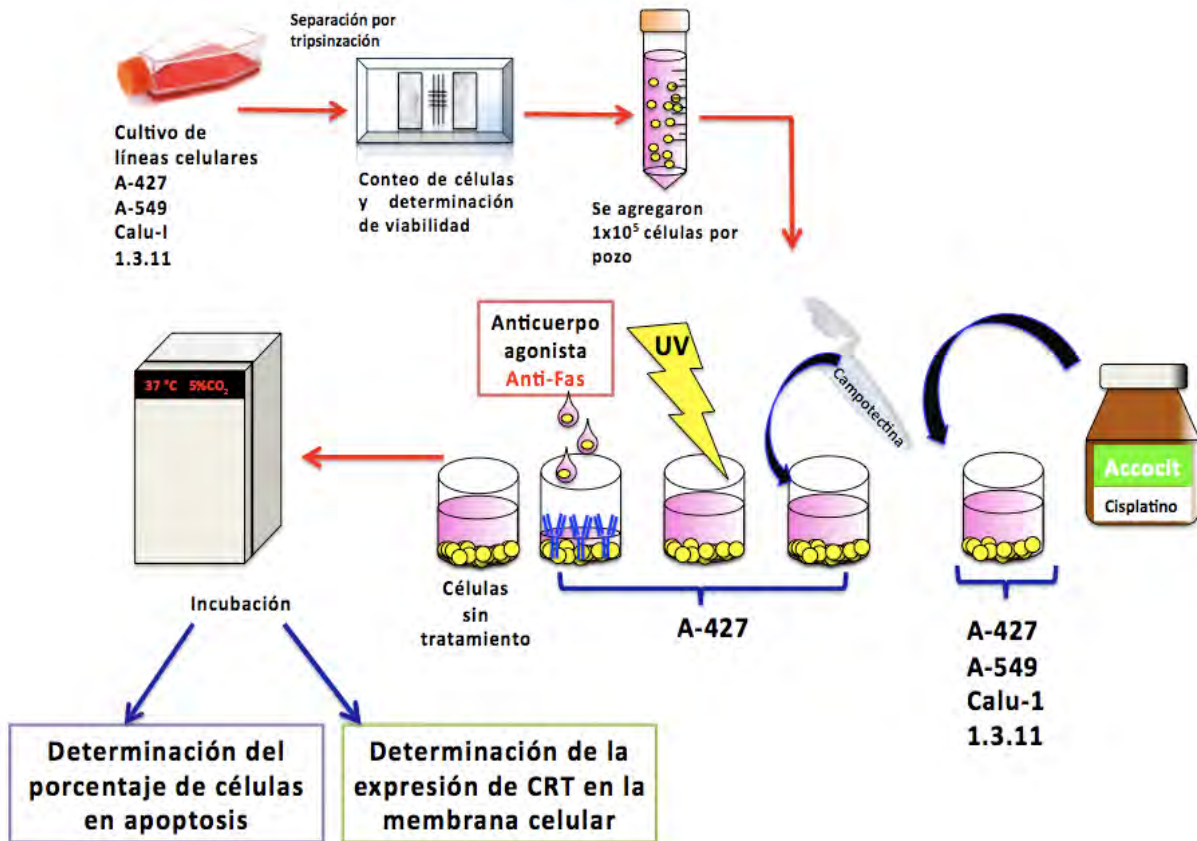 Separación por
tripsinzación
Cultivo de
líneas celulares
A-427
A-549
Calu-I
1.3.11
Conteo de células
y determinación
de viabilidad
Se agregaron
1x10⁵ células por
pozo
37 °C 5%CO₂
Anticuerpo
agonista
Anti-Fas
UV
Campotectina
Accocit
Cisplatino
Incubación
Células
sin
tratamiento
A-427
A-427
A-549
Calu-1
1.3.11
Determinación del
porcentaje de células
en apoptosis
Determinación de la
expresión de CRT en la
membrana celular